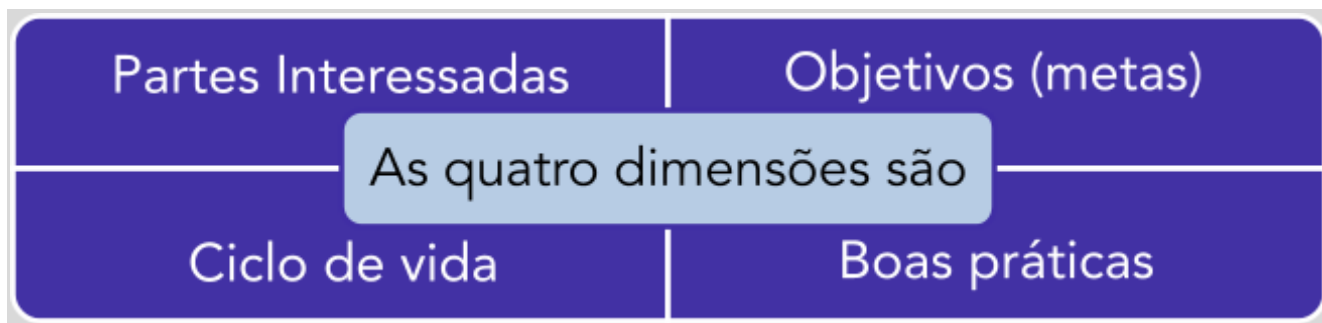 Partes Interessadas
Objetivos (metas)
As quatro dimensões são
Ciclo de vida
Boas práticas